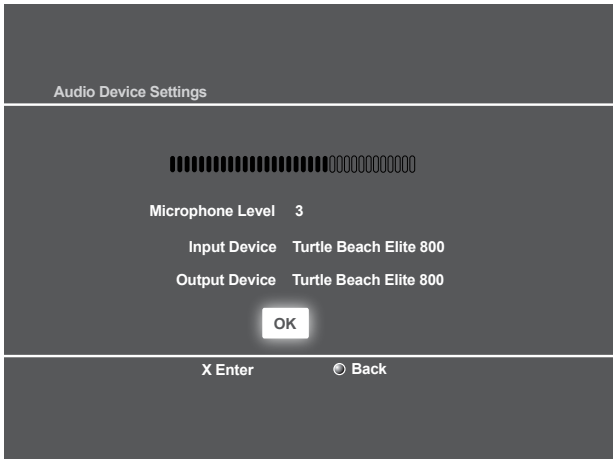 Audio Device Settings
Microphone Level 3
Input Device Turtle Beach Elite 800
Output Device Turtle Beach Elite 800
OK
X Enter Back